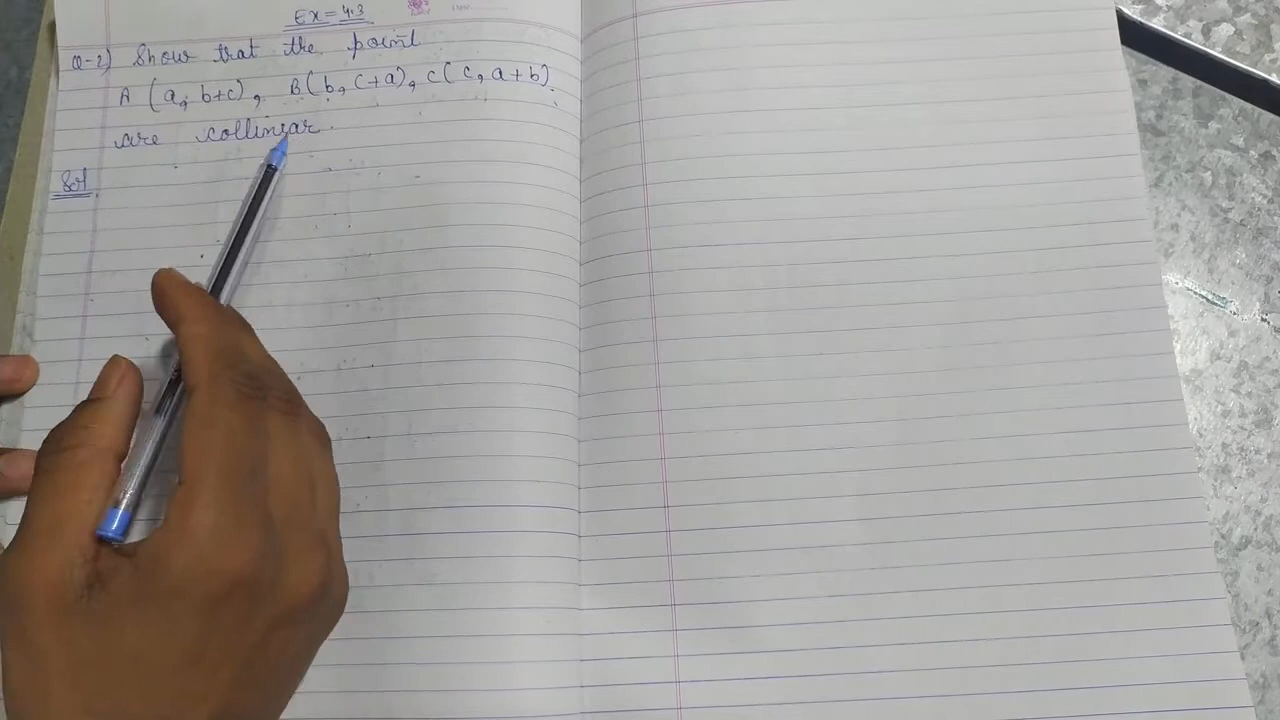 Ex = 4.3
Q-2) Show that the point
A (a, b+c), B(b, c+a), C( c, a+b)
are collinear.
Sol.